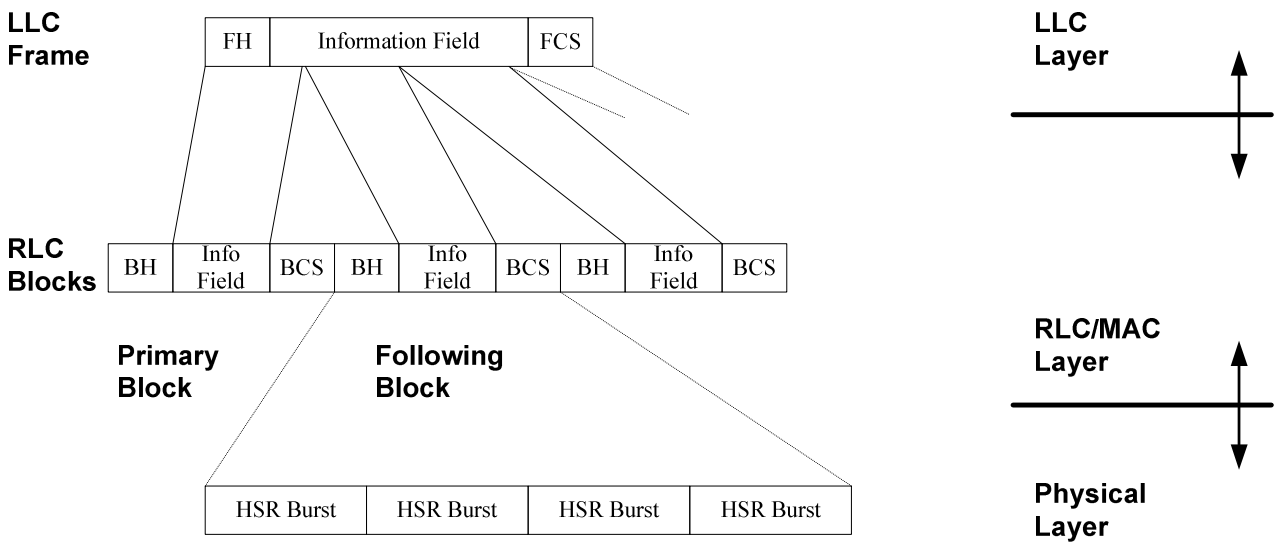 LLC
Frame
FH
Information Field
FCS
LLC
Layer
RLC
Blocks
BH
Info
Field
BCS
BH
Info
Field
BCS
BH
Info
Field
BCS
Primary
Block
Following
Block
RLC/MAC
Layer
HSR Burst
HSR Burst
HSR Burst
HSR Burst
Physical
Layer